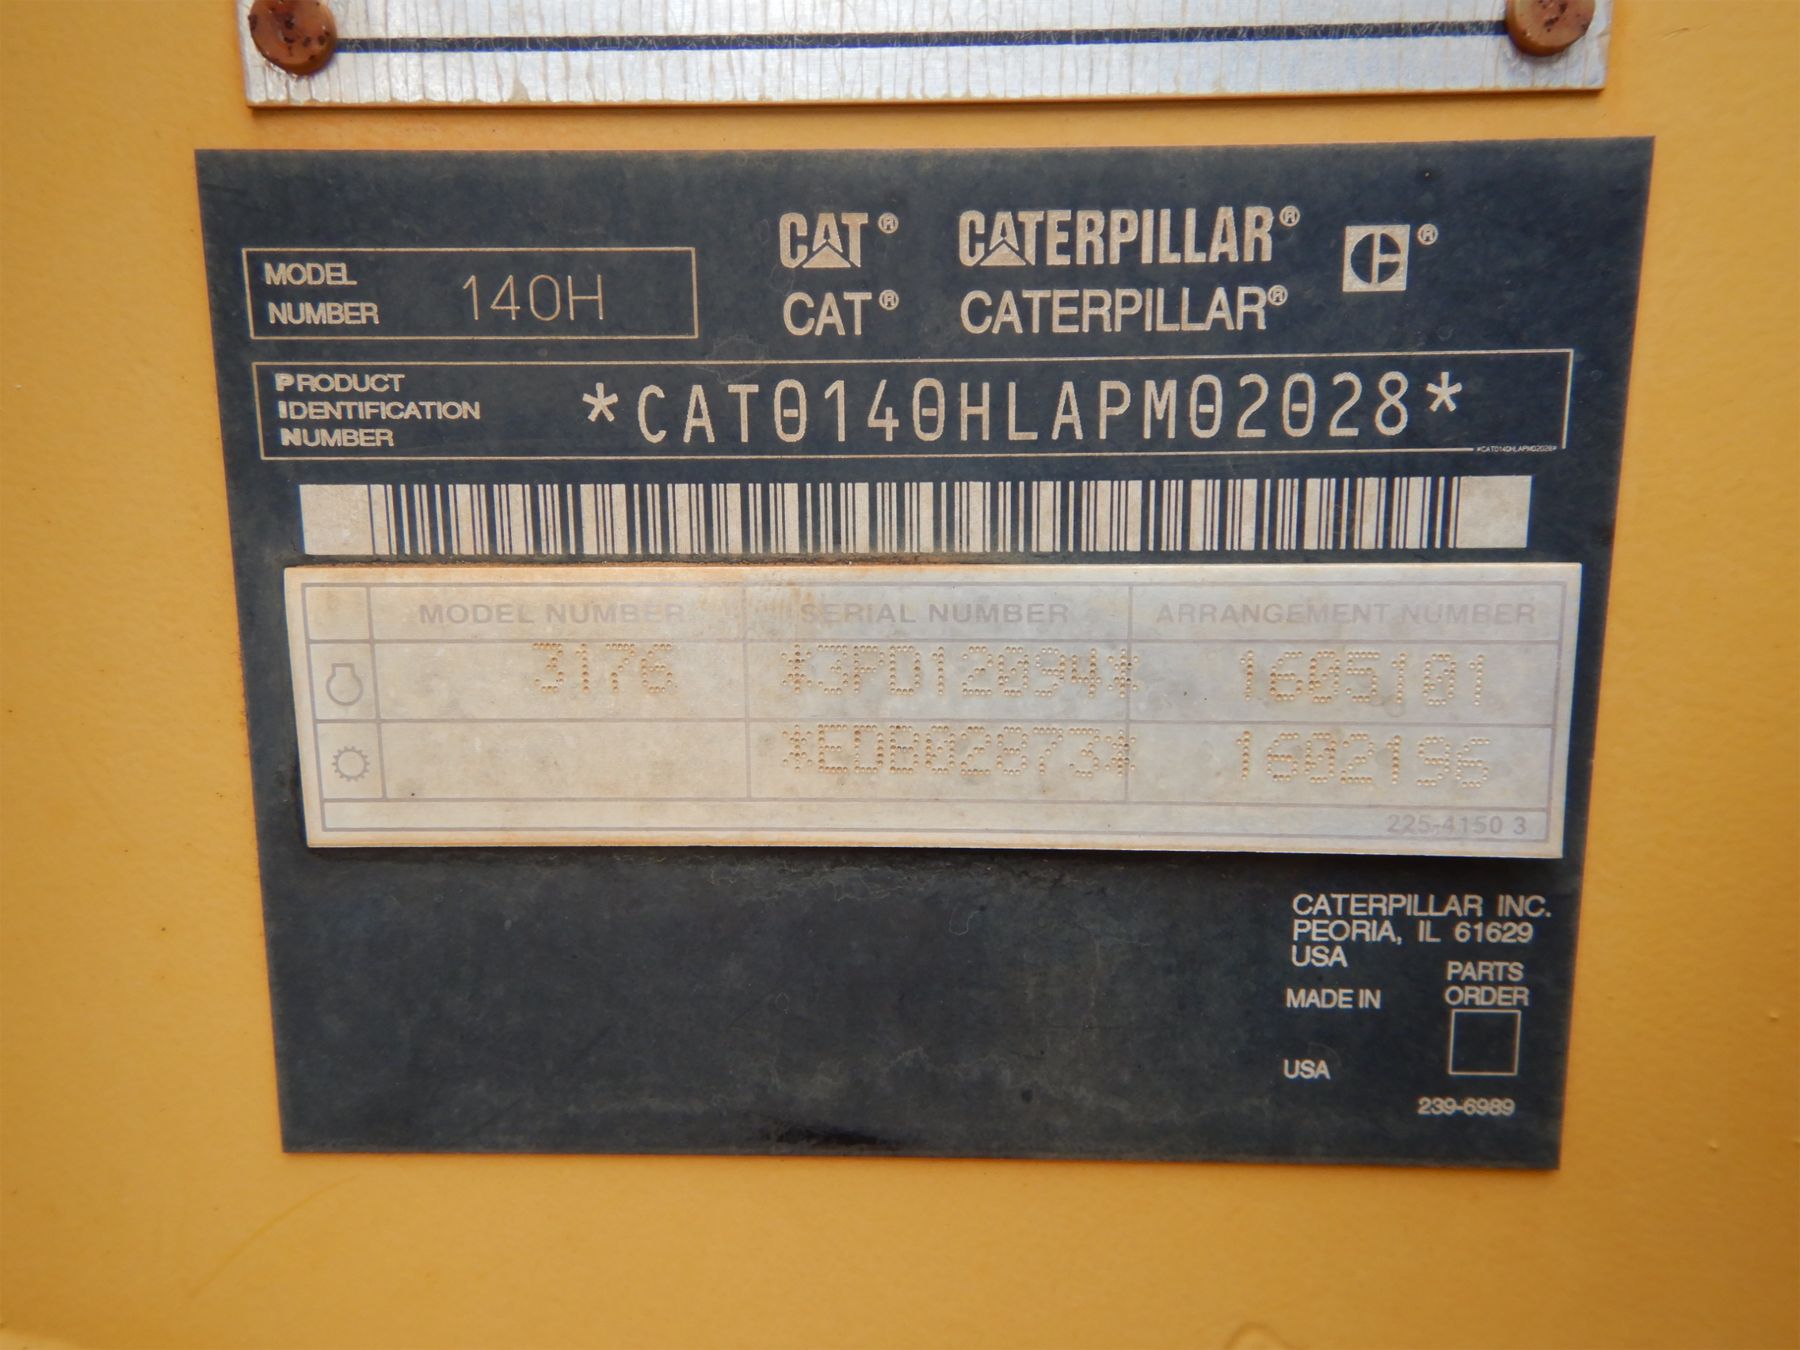 CAT® CATERPILLAR® ®
CAT® CATERPILLAR®
MODEL
NUMBER 140H
PRODUCT
IDENTIFICATION
NUMBER
*CAT0140HLAPM02028*
*CAT0140HLAPM02028*
MODEL NUMBER SERIAL NUMBER ARRANGEMENT NUMBER
3176 *3PD12094* 1605101
*EDB02873* 1602196
225-4150 3
CATERPILLAR INC.
PEORIA, IL 61629
USA
MADE IN
USA
PARTS
ORDER
239-6989